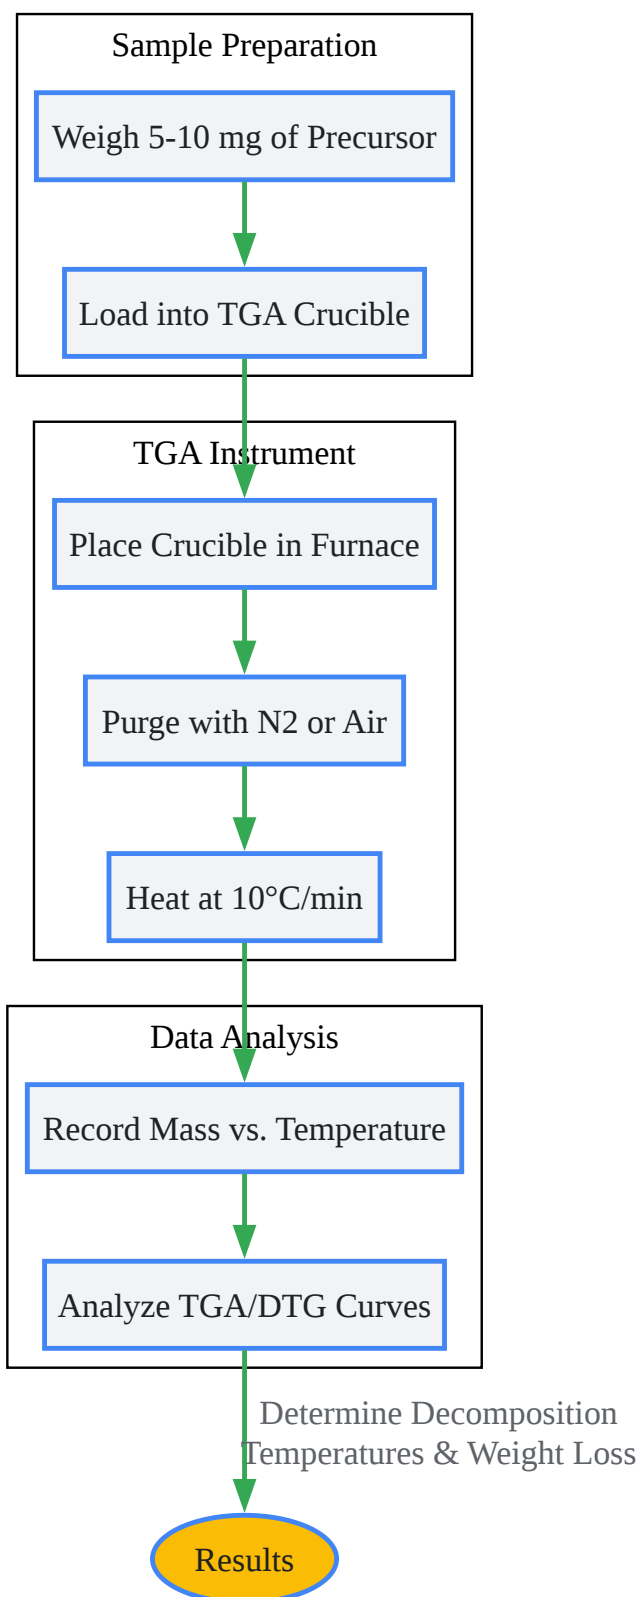 Sample Preparation
Weigh 5-10 mg of Precursor
Load into TGA Crucible
TGA Instrument
Place Crucible in Furnace
Purge with N2 or Air
Heat at 10°C/min
Data Analysis
Record Mass vs. Temperature
Analyze TGA/DTG Curves
Determine Decomposition
Temperatures & Weight Loss
Results